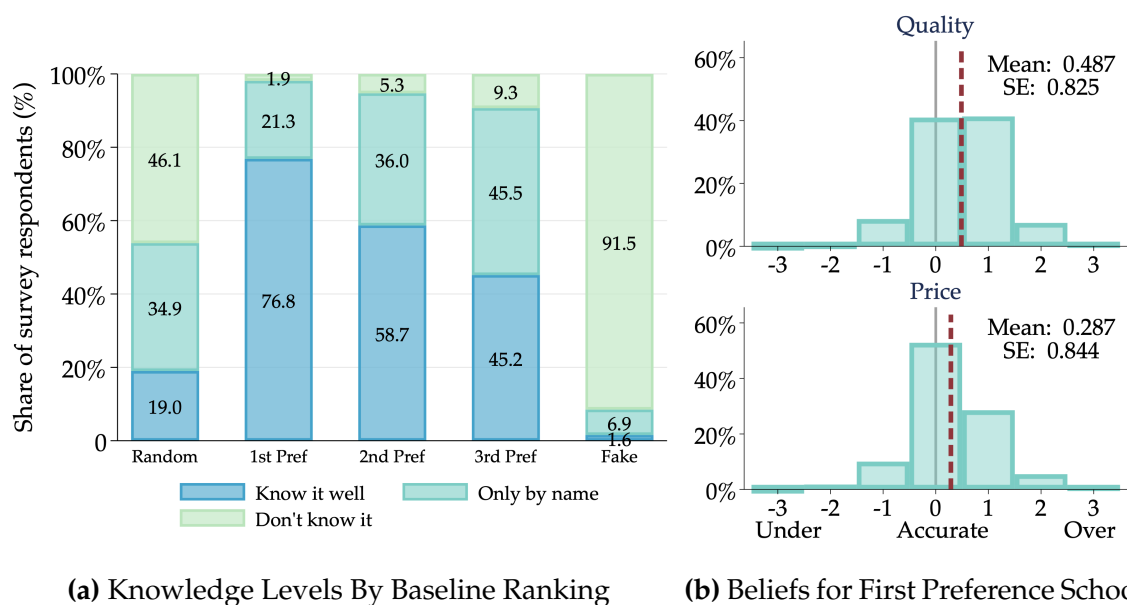 Share of survey respondents (%)
100%
80%
60%
40%
20%
0
46.1
34.9
19.0
1.9
21.3
76.8
5.3
36.0
58.7
9.3
45.5
45.2
91.5
6.9
1.6
Random 1st Pref 2nd Pref 3rd Pref Fake
Know it well Only by name
Don't know it
(a) Knowledge Levels By Baseline Ranking
Quality
60%
40%
20%
0%
Mean: 0.487
SE: 0.825
-3 -2 -1 0 1 2 3
Price
60%
40%
20%
0%
Mean: 0.287
SE: 0.844
-3 -2 -1 0 1 2 3
Under Accurate Over
(b) Beliefs for First Preference Schoo